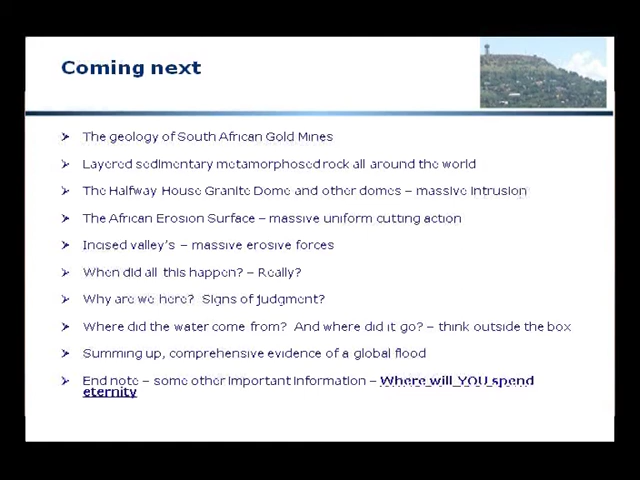 Coming next
The geology of South African Gold Mines
Layered sedimentary metamorphosed rock all around the world
The Halfway House Granite Dome and other domes – massive intrusion
The African Erosion Surface – massive uniform cutting action
Incised valley's – massive erosive forces
When did all this happen? – Really?
Why are we here?  Signs of judgment?
Where did the water come from?  And where did it go? – think outside the box
Summing up, comprehensive evidence of a global flood
End note – some other important information – Where will YOU spend
eternity